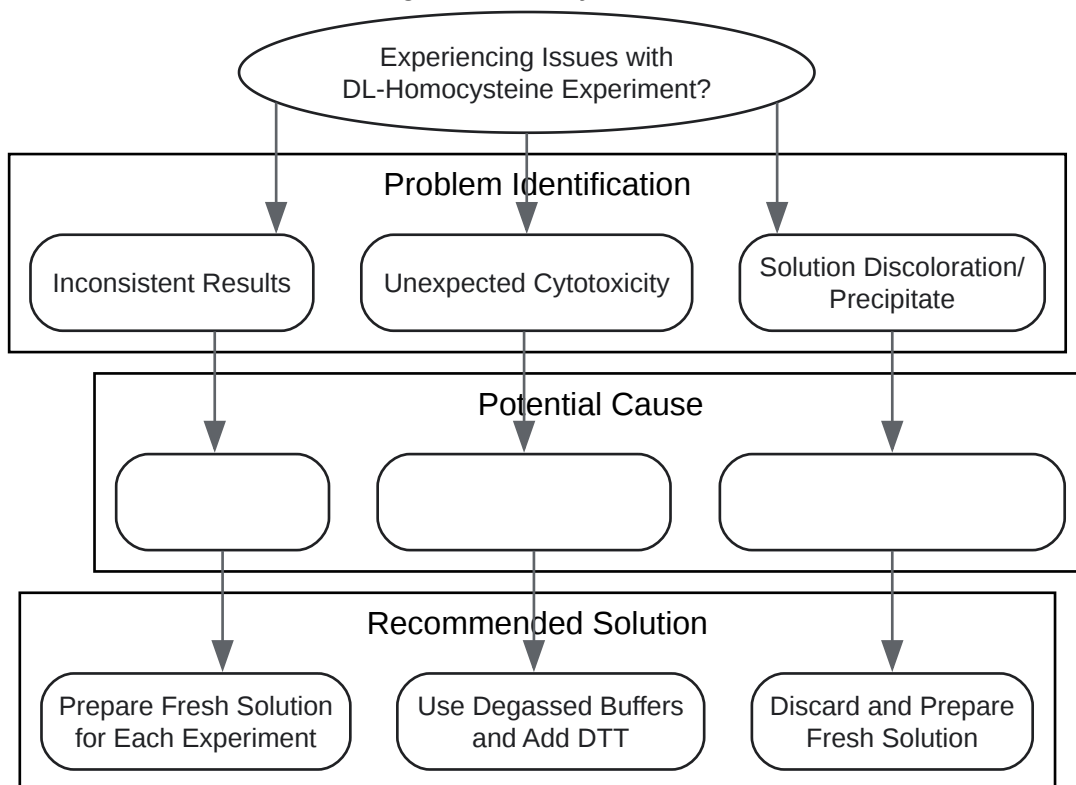 Experiencing Issues with
DL-Homocysteine Experiment?
Problem Identification
Inconsistent Results
Unexpected Cytotoxicity
Solution Discoloration/
Precipitate
Potential Cause
Recommended Solution
Prepare Fresh Solution
for Each Experiment
Use Degassed Buffers
and Add DTT
Discard and Prepare
Fresh Solution